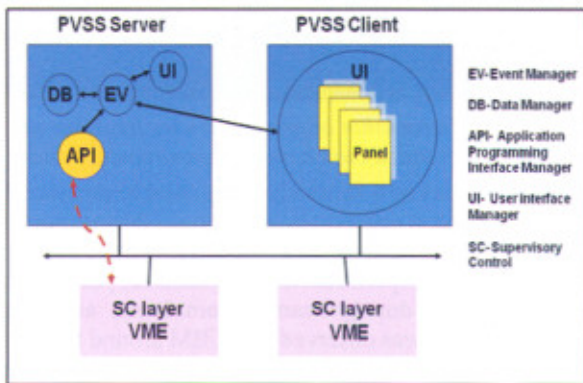 PVSS Server
PVSS Client
UI
DB
EV
API
UI
Panel
EV-Event Manager
DB-Data Manager
API- Application
Programming
Interface Manager
UI- User Interface
Manager
SC-Supervisory
Control
SC layer
VME
SC layer
VME